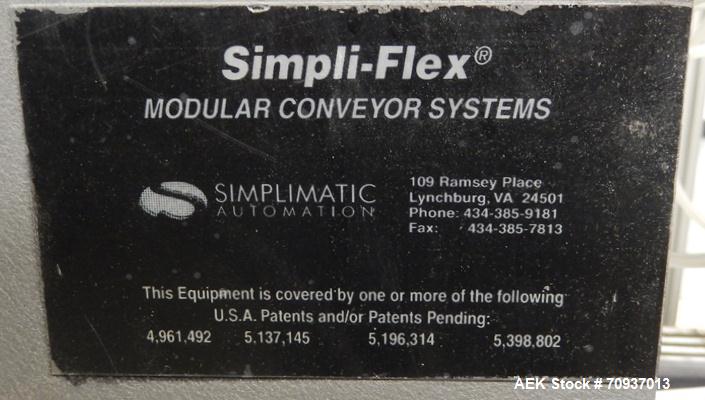 Simpli-Flex®
MODULAR CONVEYOR SYSTEMS
SIMPLIMATIC
AUTOMATION
109 Ramsey Place
Lynchburg, VA 24501
Phone: 434-385-9181
Fax: 434-385-7813
This Equipment is covered by one or more of the following
U.S.A. Patents and/or Patents Pending:
4,961,492 5,137,145 5,196,314 5,398,802
AEK Stock # 70937013